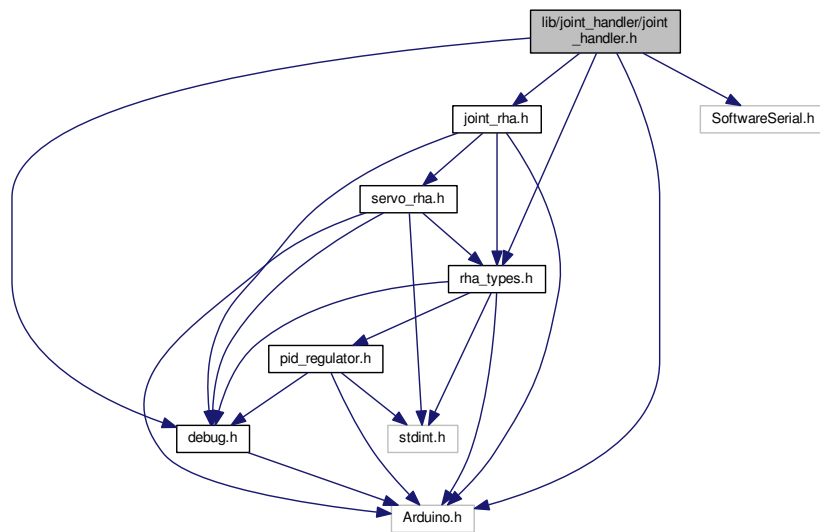 lib/joint_handler/joint
_handler.h
joint_rha.h
SoftwareSerial.h
servo_rha.h
rha_types.h
pid_regulator.h
debug.h
stdint.h
Arduino.h